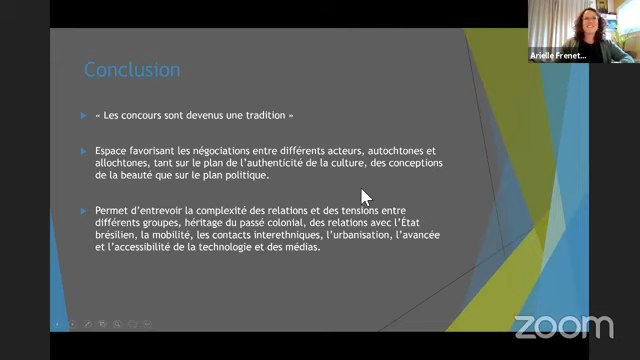 Arielle Frenet...
Conclusion
« Les concours sont devenus une tradition »
Espace favorisant les négociations entre différents acteurs, autochtones et
allochtones, tant sur le plan de l'authenticité de la culture, des conceptions
de la beauté que sur le plan politique.
Permet d'entrevoir la complexité des relations et des tensions entre
différents groupes, héritage du passé colonial, des relations avec l'État
brésilien, la mobilité, les contacts interethniques, l'urbanisation, l'avancée
et l'accessibilité de la technologie et des médias.
zoom